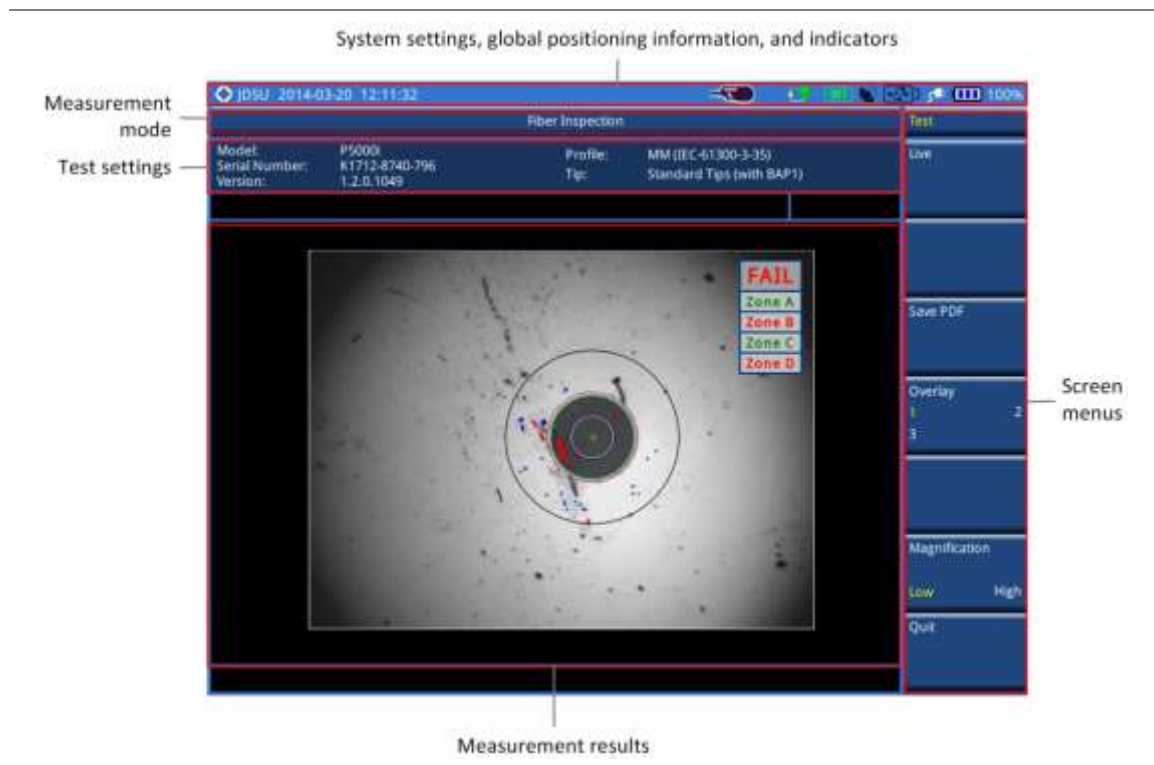 System settings, global positioning information, and indicators
Measurement mode
JDSU 2014-03-20 12:11:32
100%
Fiber Inspection
Test
Test settings
Model: P5000i
Serial Number: K1712-8740-796
Version: 1.2.0.1049
Profile: MM (IEC-61300-3-35)
Tip: Standard Tips (with BAP1)
Live
FAIL
Zone A
Zone B
Zone C
Zone D
Save PDF
Overlay
1 2
3
Screen
menus
Magnification
Low High
Quit
Measurement results